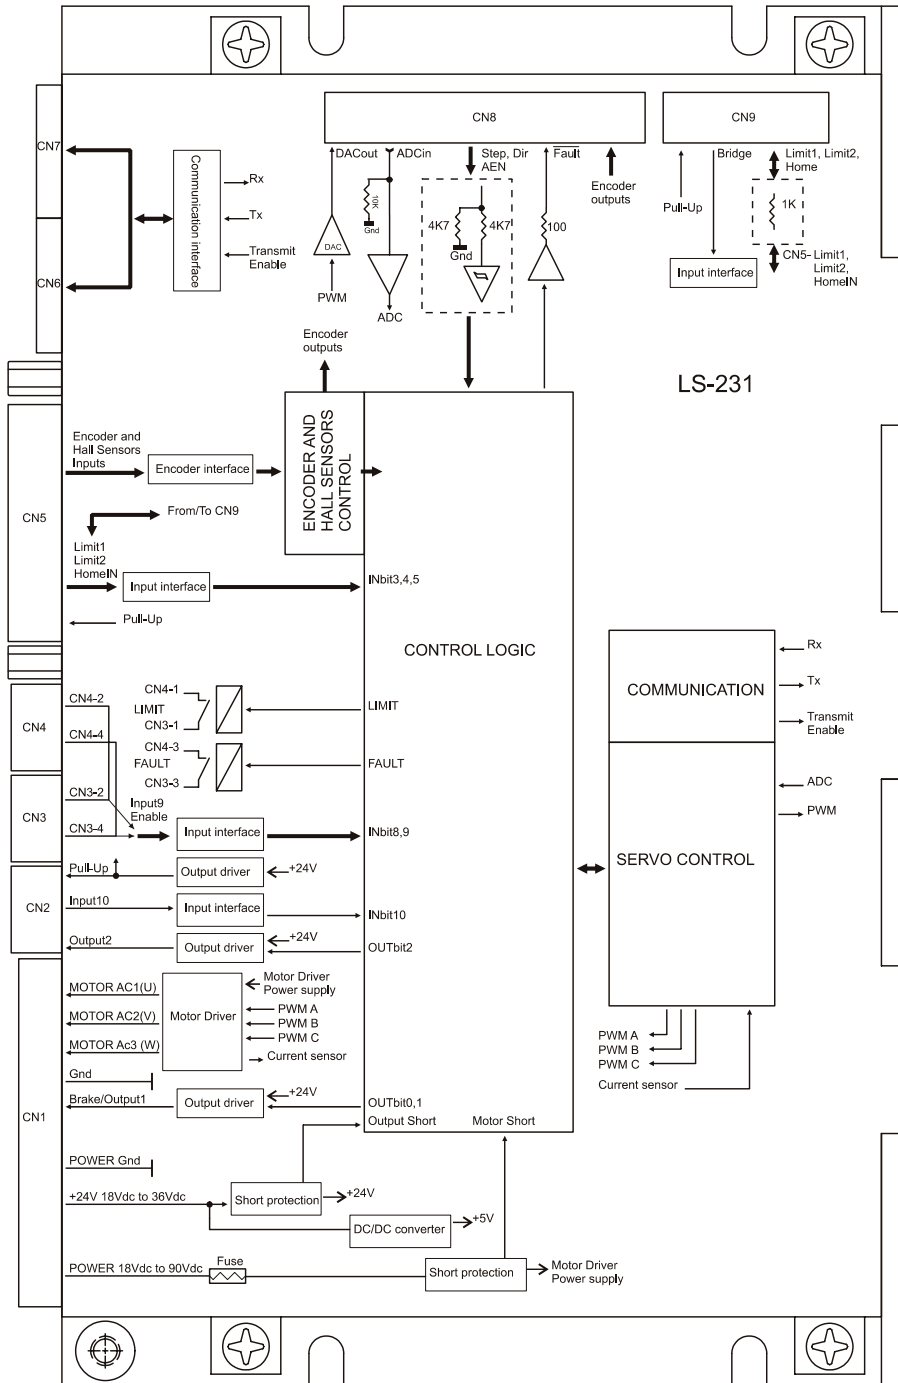 CN8
CN9
CN7
DACout
ADCin
Step, Dir
AEN
Fault
Bridge
Limit1, Limit2,
Home
Communication interface
Rx
Tx
Transmit
Enable
10K
Gnd
DAC
4K7
4K7
Gnd
100
Encoder
outputs
Pull-Up
1K
Input interface
CN5- Limit1,
Limit2,
HomeIN
CN6
PWM
ADC
Encoder
outputs
LS-231
Encoder and
Hall Sensors
Inputs
Encoder interface
ENCODER AND
HALL SENSORS
CONTROL
CN5
From/To CN9
Limit1
Limit2
HomeIN
Input interface
INbit3,4,5
Pull-Up
CONTROL LOGIC
Rx
COMMUNICATION
Tx
Transmit
Enable
CN4
CN4-2
CN4-1
LIMIT
CN3-1
LIMIT
CN4-4
CN4-3
FAULT
CN3-3
FAULT
ADC
PWM
CN3
CN3-2
Input9
Enable
CN3-4
Input interface
INbit8,9
SERVO CONTROL
Pull-Up
Output driver
+24V
CN2
Input10
Input interface
INbit10
Output2
Output driver
+24V
OUTbit2
MOTOR AC1(U)
MOTOR AC2(V)
MOTOR Ac3 (W)
Motor Driver
Motor Driver
Power supply
PWM A
PWM B
PWM C
Current sensor
PWM A
PWM B
PWM C
Current sensor
Gnd
CN1
Brake/Output1
Output driver
+24V
OUTbit0,1
Output Short
Motor Short
POWER Gnd
+24V 18Vdc to 36Vdc
Short protection
+24V
DC/DC converter
+5V
POWER 18Vdc to 90Vdc
Fuse
Short protection
Motor Driver
Power supply